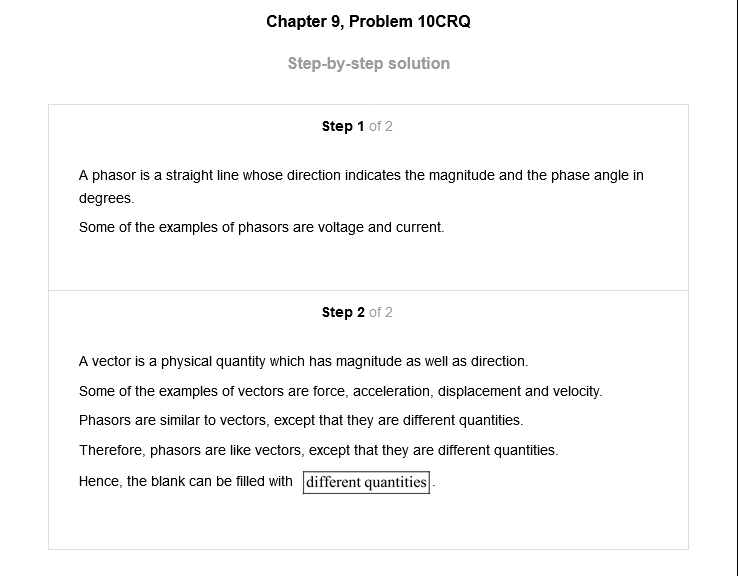 Chapter 9, Problem 10CRQ
Step-by-step solution
Step 1 of 2
A phasor is a straight line whose direction indicates the magnitude and the phase angle in
degrees.
Some of the examples of phasors are voltage and current.
Step 2 of 2
A vector is a physical quantity which has magnitude as well as direction.
Some of the examples of vectors are force, acceleration, displacement and velocity.
Phasors are similar to vectors, except that they are different quantities.
Therefore, phasors are like vectors, except that they are different quantities.
Hence, the blank can be filled with different quantities.